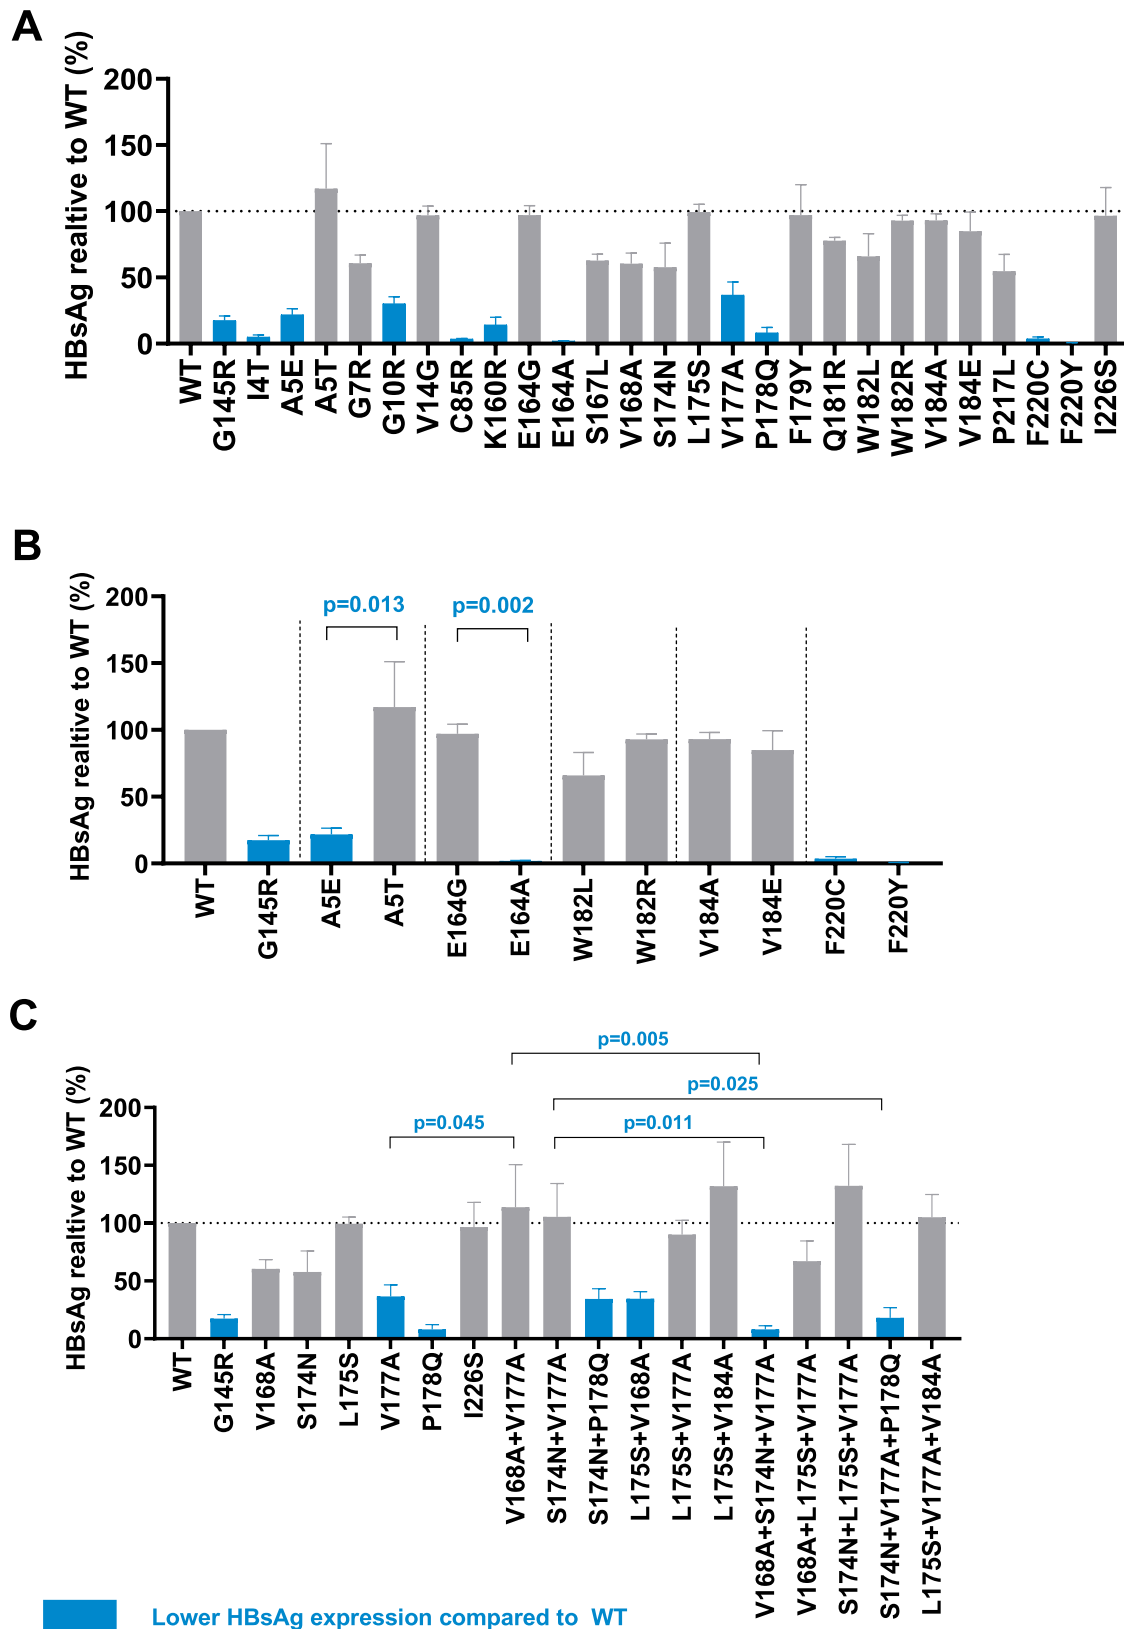 A
HBsAg realtive to WT (%)
200
150
100
50
0
WT
G145R
I4T
A5E
A5T
G7R
G10R
V14G
C85R
K160R
E164G
E164A
S167L
V168A
S174N
L175S
V177A
P178Q
F179Y
Q181R
W182L
W182R
V184A
V184E
P217L
F220C
F220Y
I226S
B
HBsAg realtive to WT (%)
200
150
100
50
0
p=0.013
p=0.002
WT
G145R
A5E
A5T
E164G
E164A
W182L
W182R
V184A
V184E
F220C
F220Y
C
HBsAg realtive to WT (%)
200
150
100
50
0
p=0.005
p=0.025
p=0.045
p=0.011
WT
G145R
V168A
S174N
L175S
V177A
P178Q
I226S
V168A+V177A
S174N+V177A
S174N+P178Q
L175S+V168A
L175S+V177A
L175S+V184A
V168A+S174N+V177A
V168A+L175S+V177A
S174N+L175S+V177A
S174N+V177A+P178Q
L175S+V177A+V184A
Lower HBsAg expression compared to WT